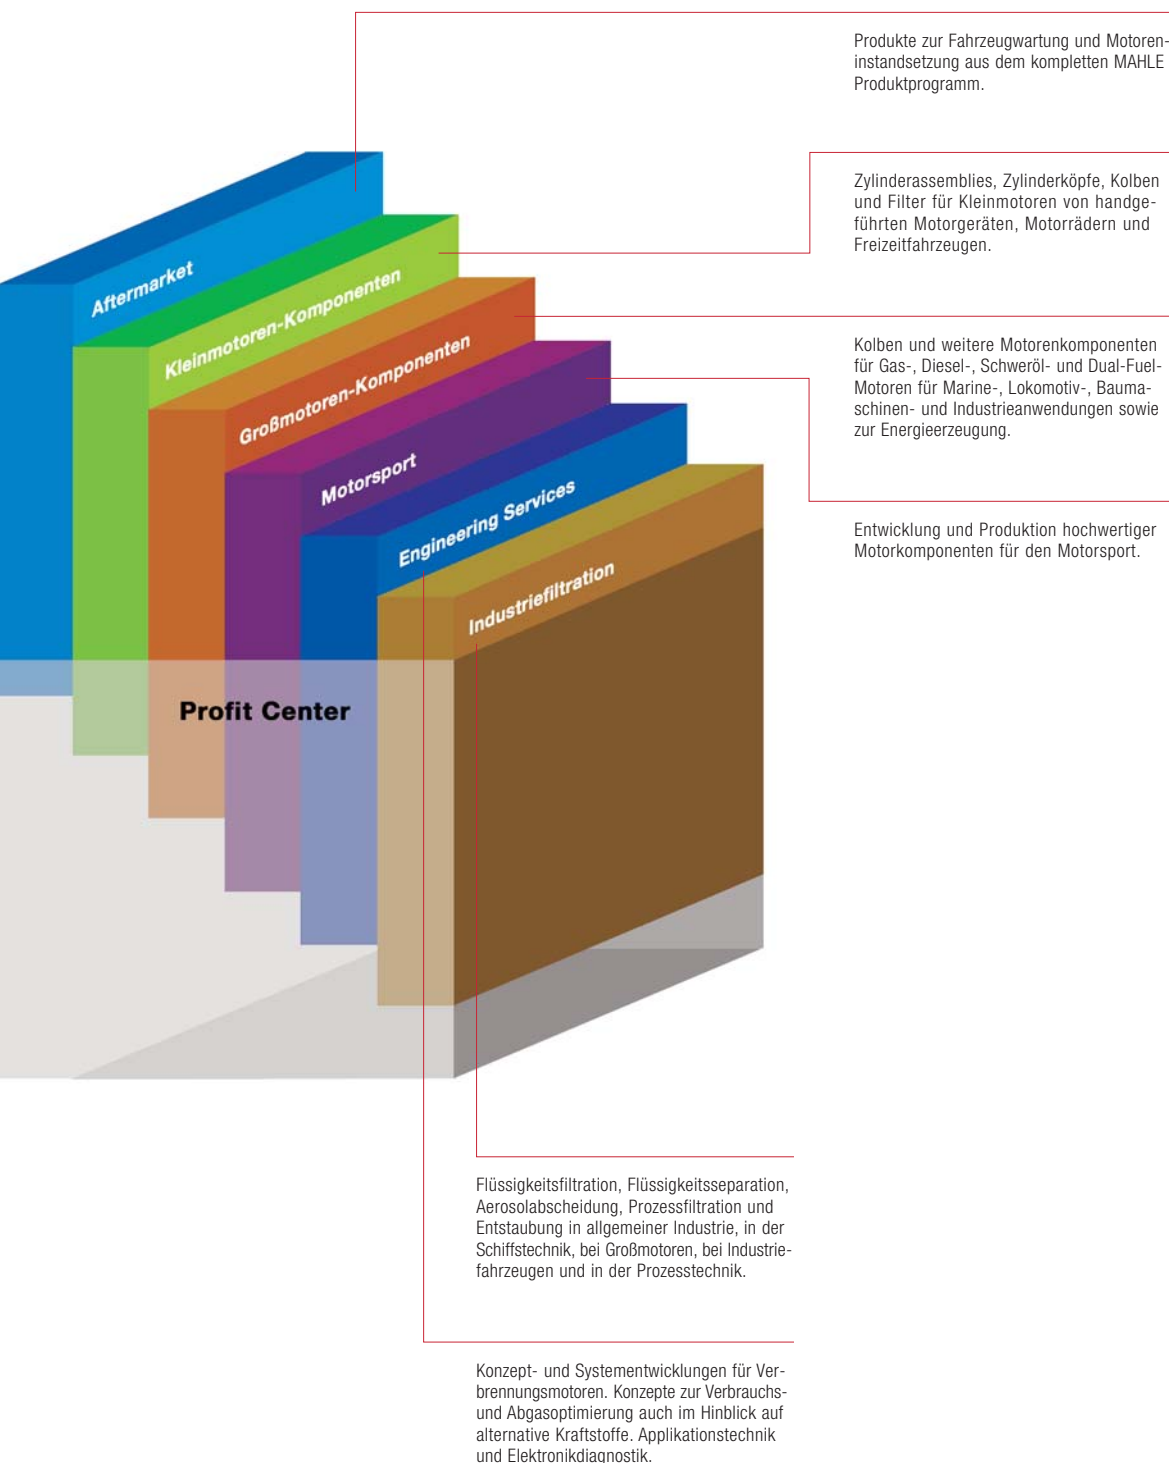 Produkte zur Fahrzeugwartung und Motoren-
instandsetzung aus dem kompletten MAHLE
Produktprogramm.
Zylinderassemblies, Zylinderköpfe, Kolben
und Filter für Kleinmotoren von handge-
führten Motorgeräten, Motorrädern und
Freizeitfahrzeugen.
Kolben und weitere Motorenkomponenten
für Gas-, Diesel-, Schweröl- und Dual-Fuel-
Motoren für Marine-, Lokomotiv-, Bauma-
schinen- und Industrieanwendungen sowie
zur Energieerzeugung.
Entwicklung und Produktion hochwertiger
Motorkomponenten für den Motorsport.
Aftermarket
Kleinmotoren-Komponenten
Großmotoren-Komponenten
Motorsport
Engineering Services
Industriefiltration
Profit Center
Flüssigkeitsfiltration, Flüssigkeitsseparation,
Aerosolabscheidung, Prozessfiltration und
Entstaubung in allgemeiner Industrie, in der
Schiffstechnik, bei Großmotoren, bei Industrie-
fahrzeugen und in der Prozesstechnik.
Konzept- und Systementwicklungen für Ver-
brennungsmotoren. Konzepte zur Verbrauchs-
und Abgasoptimierung auch im Hinblick auf
alternative Kraftstoffe. Applikationstechnik
und Elektronikdiagnostik.